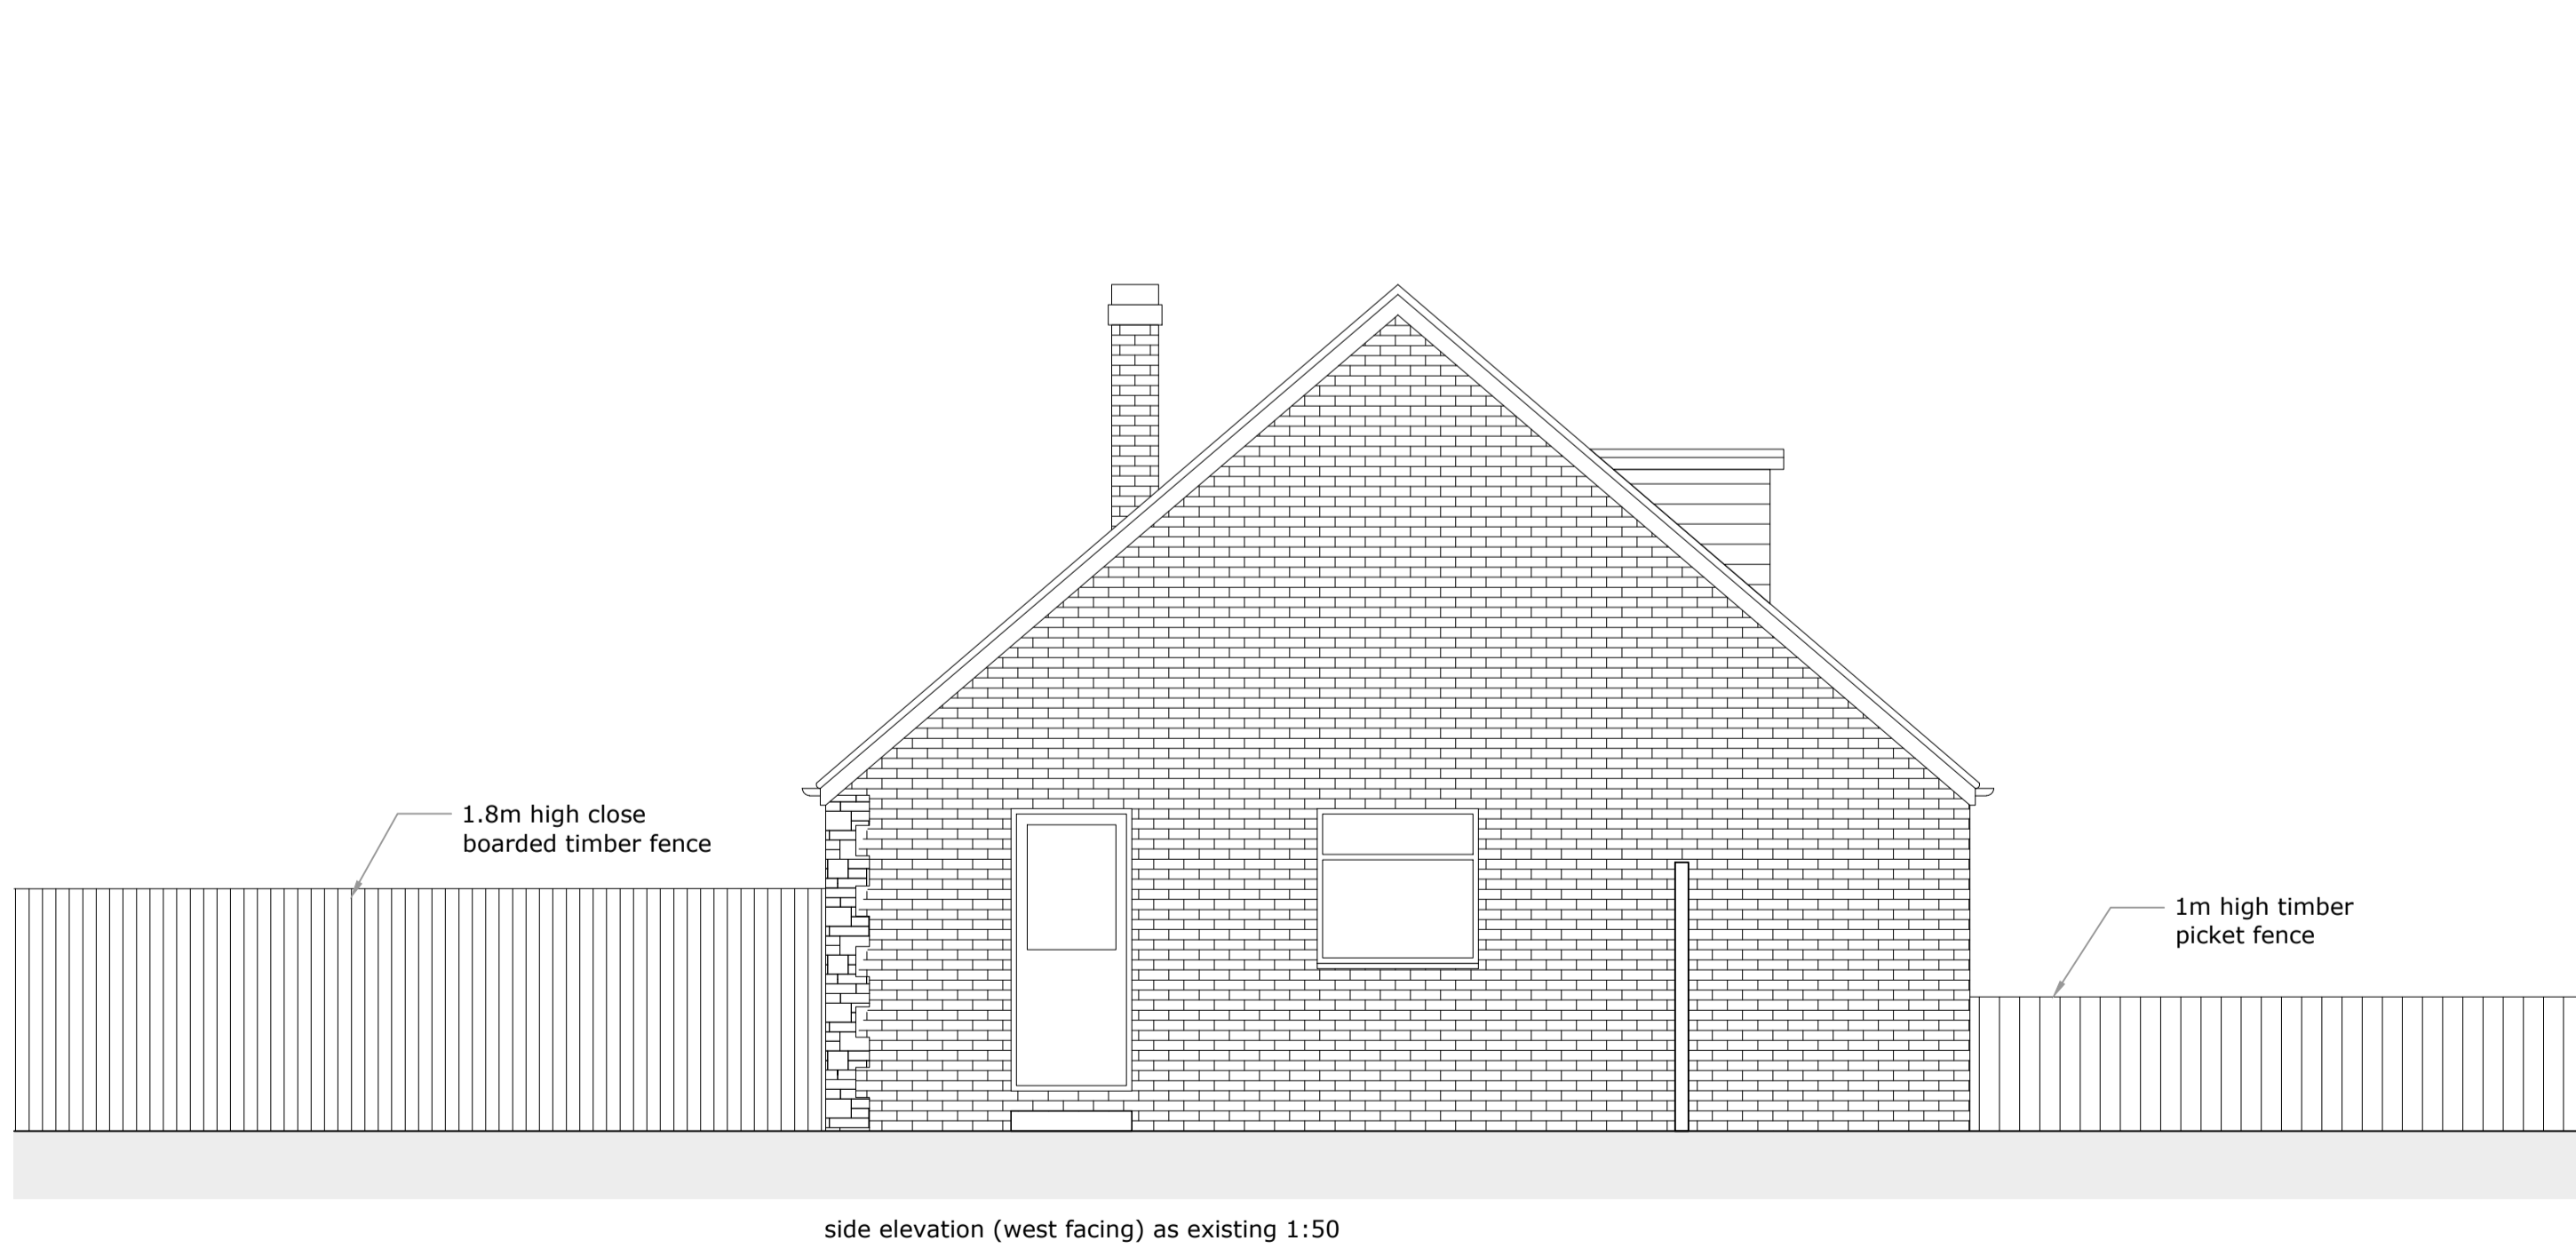 1.8m high close
boarded timber fence
1m high timber
picket fence
side elevation (west facing) as existing 1:50